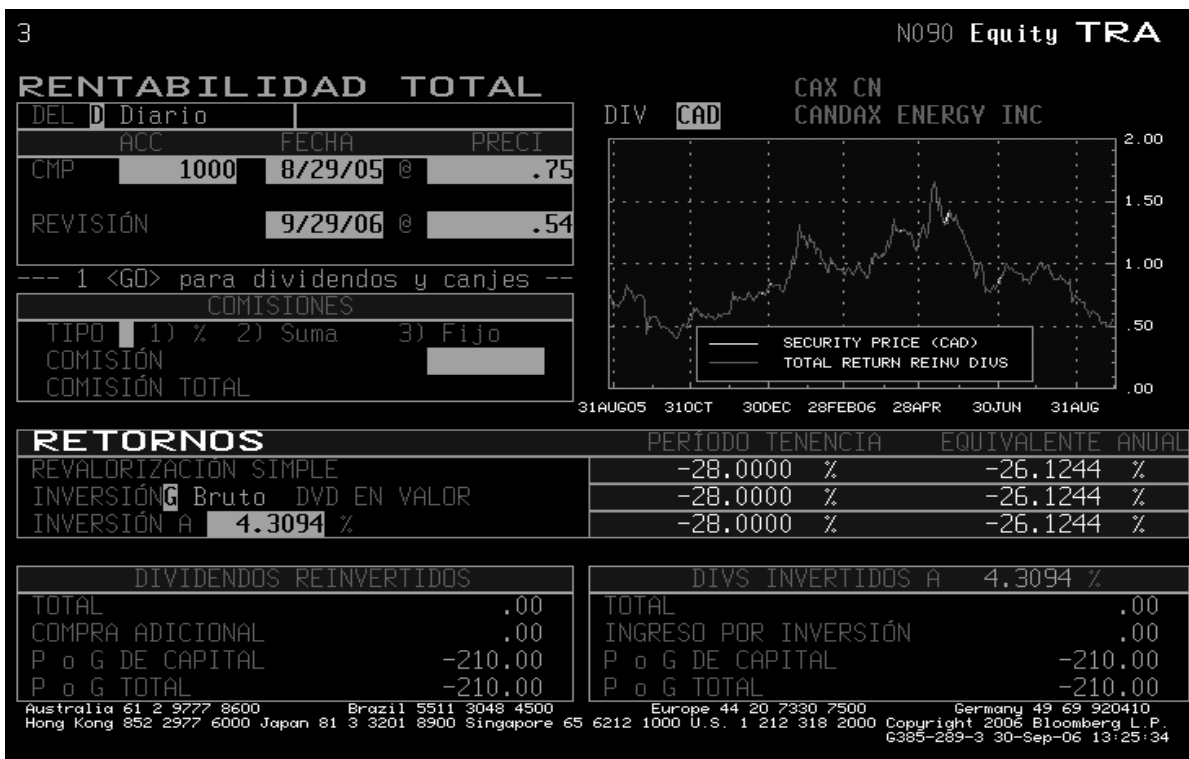 3 N090 Equity TRA
RENTABILIDAD TOTAL
DEL D Diario
ACC FECHA PRECI
CMP 1000 8/29/05 @ .75
REVISIÓN 9/29/06 @ .54
--- 1 <GO> para dividendos y canjes --
COMISIONES
TIPO 1) % 2) Suma 3) Fijo
COMISIÓN
COMISIÓN TOTAL
DIV CAD
CAX CN
CANDAX ENERGY INC
2.00
1.50
1.00
.50
.00
SECURITY PRICE (CAD)
TOTAL RETURN REINV DIVS
31AUG05 31OCT 30DEC 28FEB06 28APR 30JUN 31AUG
RETORNOS PERÍODO TENENCIA EQUIVALENTE ANUAL
REVALORIZACIÓN SIMPLE -28.0000 % -26.1244 %
INVERSIÓN G Bruto DVD EN VALOR -28.0000 % -26.1244 %
INVERSIÓN A 4.3094 % -28.0000 % -26.1244 %
DIVIDENDOS REINVERTIDOS
TOTAL .00
COMPRA ADICIONAL .00
P o G DE CAPITAL -210.00
P o G TOTAL -210.00
DIVS INVERTIDOS A 4.3094 %
TOTAL .00
INGRESO POR INVERSIÓN .00
P o G DE CAPITAL -210.00
P o G TOTAL -210.00
Australia 61 2 9777 8600 Brazil 5511 3048 4500 Europe 44 20 7330 7500 Germany 49 69 920410
Hong Kong 852 2977 6000 Japan 81 3 3201 8900 Singapore 65 6212 1000 U.S. 1 212 318 2000 Copyright 2006 Bloomberg L.P.
G385-289-3 30-Sep-06 13:25:34